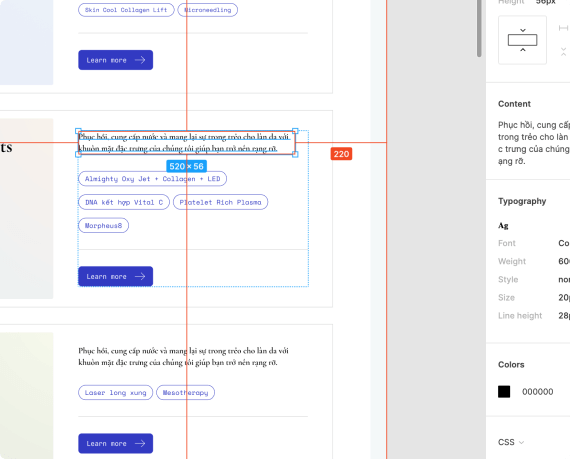 Height 56px
Skin Cool Collagen Lift
Microneedling
Learn more
ts
Phục hồi, cung cấp nước và mang lại sự trong trẻo cho làn da với
khuôn mặt đặc trưng của chúng tôi giúp bạn trở nên rạng rỡ.
520 × 56
220
Almighty Oxy Jet + Collagen + LED
DNA kết hợp Vital C
Platelet Rich Plasma
Morpheus8
Learn more
Phục hồi, cung cấp nước và mang lại sự trong trẻo cho làn da với
khuôn mặt đặc trưng của chúng tôi giúp bạn trở nên rạng rỡ.
Laser long xung
Mesotherapy
Learn more
Content
Phục hồi, cung cấp
trong trẻo cho làn
c trưng của chúng
ạng rỡ.
Typography
Ag
Font Co
Weight 60
Style nor
Size 20p
Line height 28p
Colors
000000
CSS